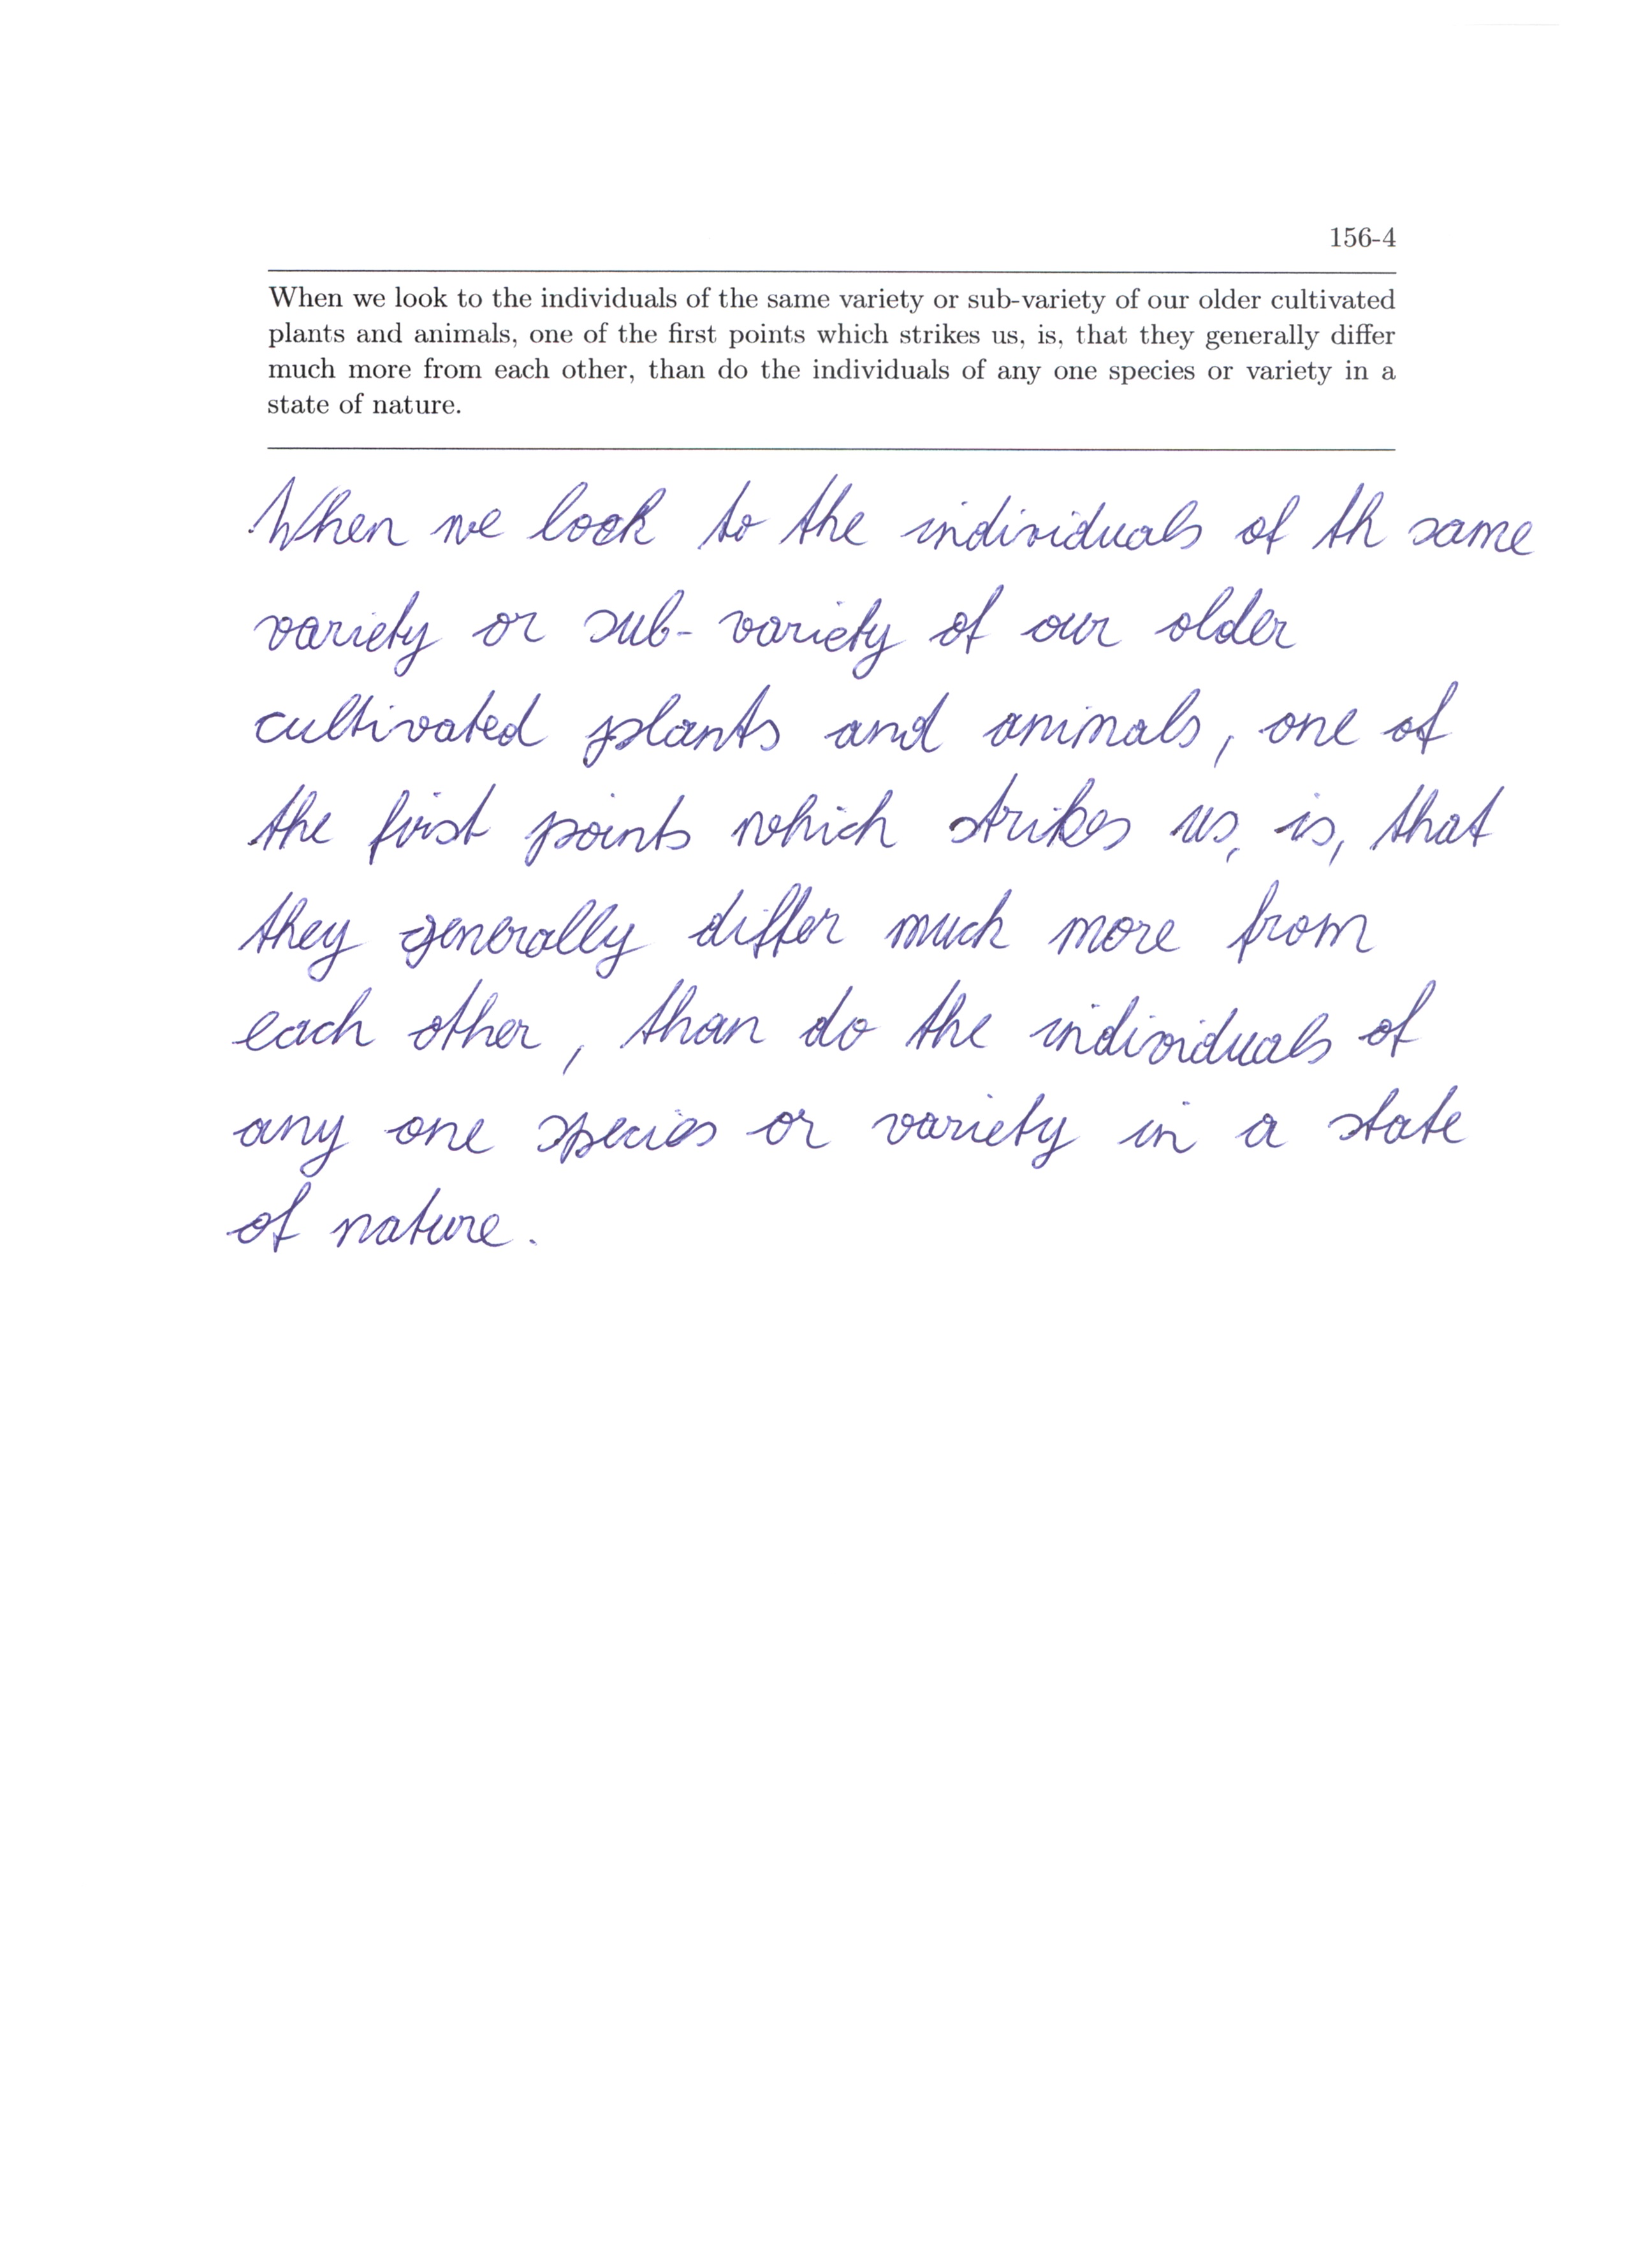 156-4
When we look to the individuals of the same variety or sub-variety of our older cultivated
plants and animals, one of the first points which strikes us, is, that they generally differ
much more from each other, than do the individuals of any one species or variety in a
state of nature.
When we look to the individuals of th same
variety or sub-variety of our older
cultivated plants and animals, one of
the first points which strikes us, is, that
they generally differ much more from
each other, than do the individuals of
any one species or variety in a state
of nature.